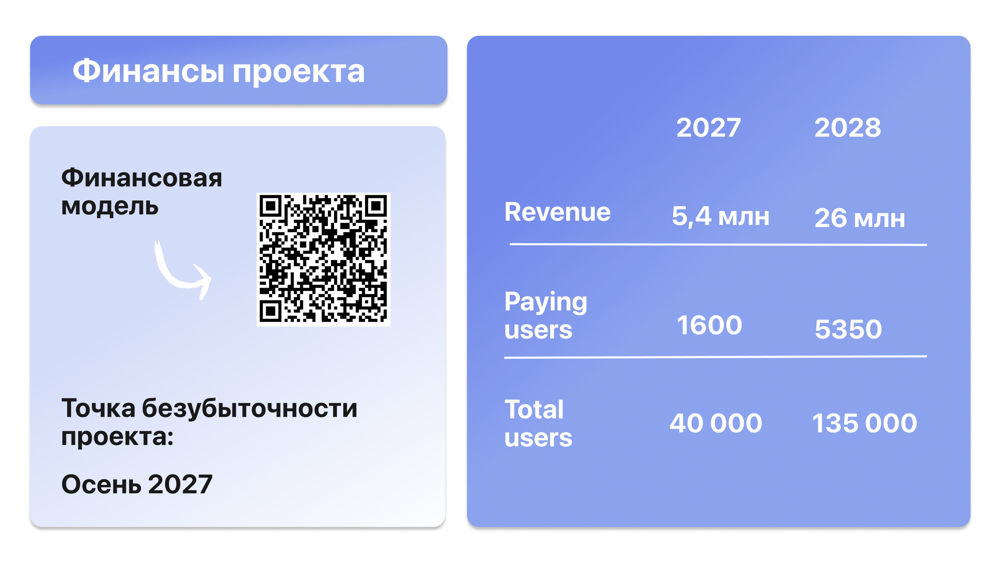 Финансы проекта
Финансовая
модель
Точка безубыточности
проекта:
Осень 2027
2027 2028
Revenue 5,4 млн 26 млн
Paying
users 1600 5350
Total
users 40 000 135 000